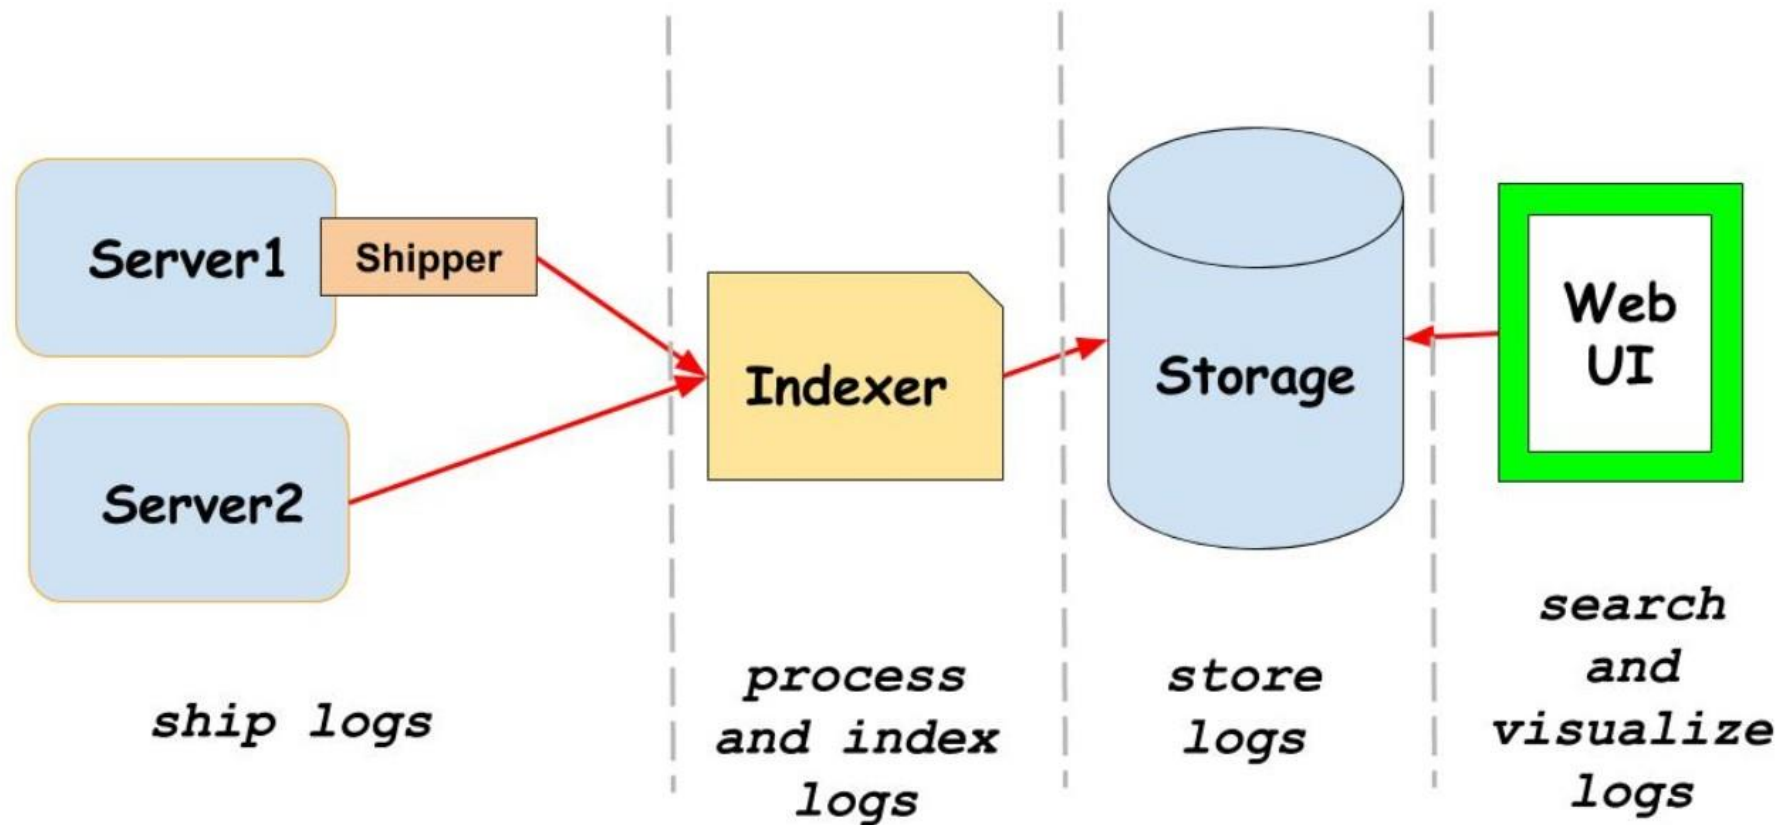 Server1
Shipper
Server2
Indexer
Storage
Web
UI
ship logs
process
and index
logs
store
logs
search
and
visualize
logs